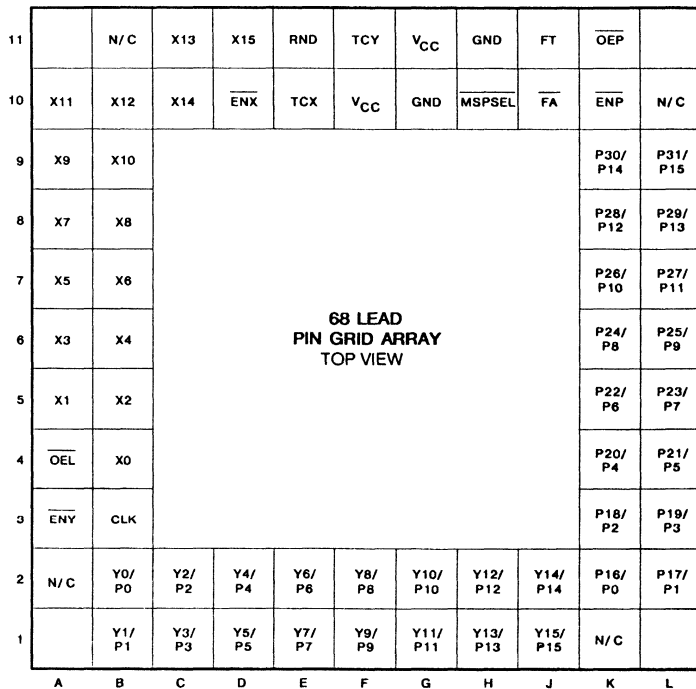 11 N/C X13 X15 RND TCY VCC GND FT OEP
10 X11 X12 X14 ENX TCX VCC GND MSPSEL FA ENP N/C
9 X9 X10 P30/P14 P31/P15
8 X7 X8 P28/P12 P29/P13
7 X5 X6 P26/P10 P27/P11
68 LEAD
PIN GRID ARRAY
TOP VIEW
6 X3 X4 P24/P8 P25/P9
5 X1 X2 P22/P6 P23/P7
4 OEL X0 P20/P4 P21/P5
3 ENY CLK P18/P2 P19/P3
2 N/C Y0/P0 Y2/P2 Y4/P4 Y6/P6 Y8/P8 Y10/P10 Y12/P12 Y14/P14 P16/P0 P17/P1
1 Y1/P1 Y3/P3 Y5/P5 Y7/P7 Y9/P9 Y11/P11 Y13/P13 Y15/P15 N/C
A B C D E F G H J K L